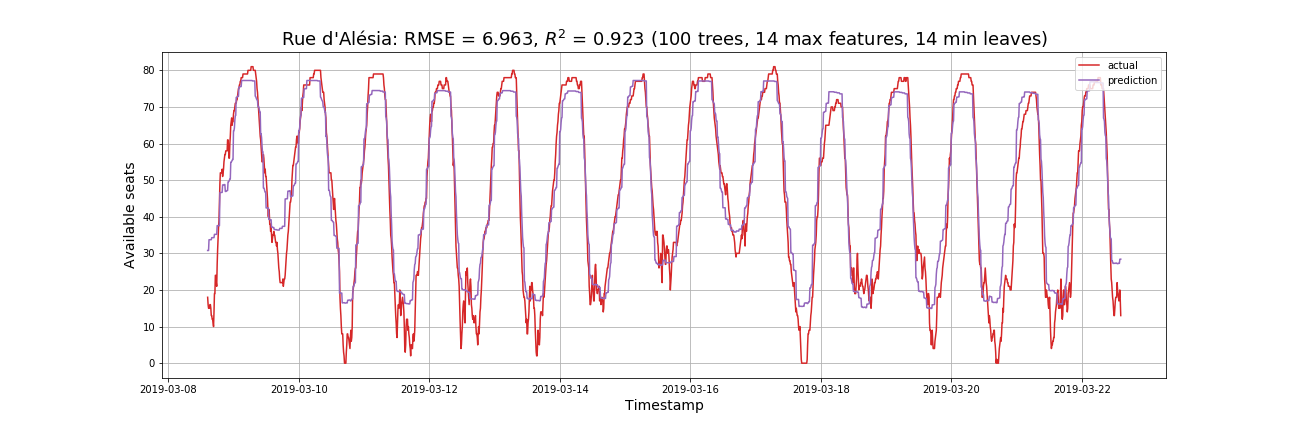 Rue d'Alésia: RMSE = 6.963, R² = 0.923 (100 trees, 14 max features, 14 min leaves)
actual
prediction
Available seats
80
70
60
50
40
30
20
10
0
2019-03-08 2019-03-10 2019-03-12 2019-03-14 2019-03-16 2019-03-18 2019-03-20 2019-03-22
Timestamp